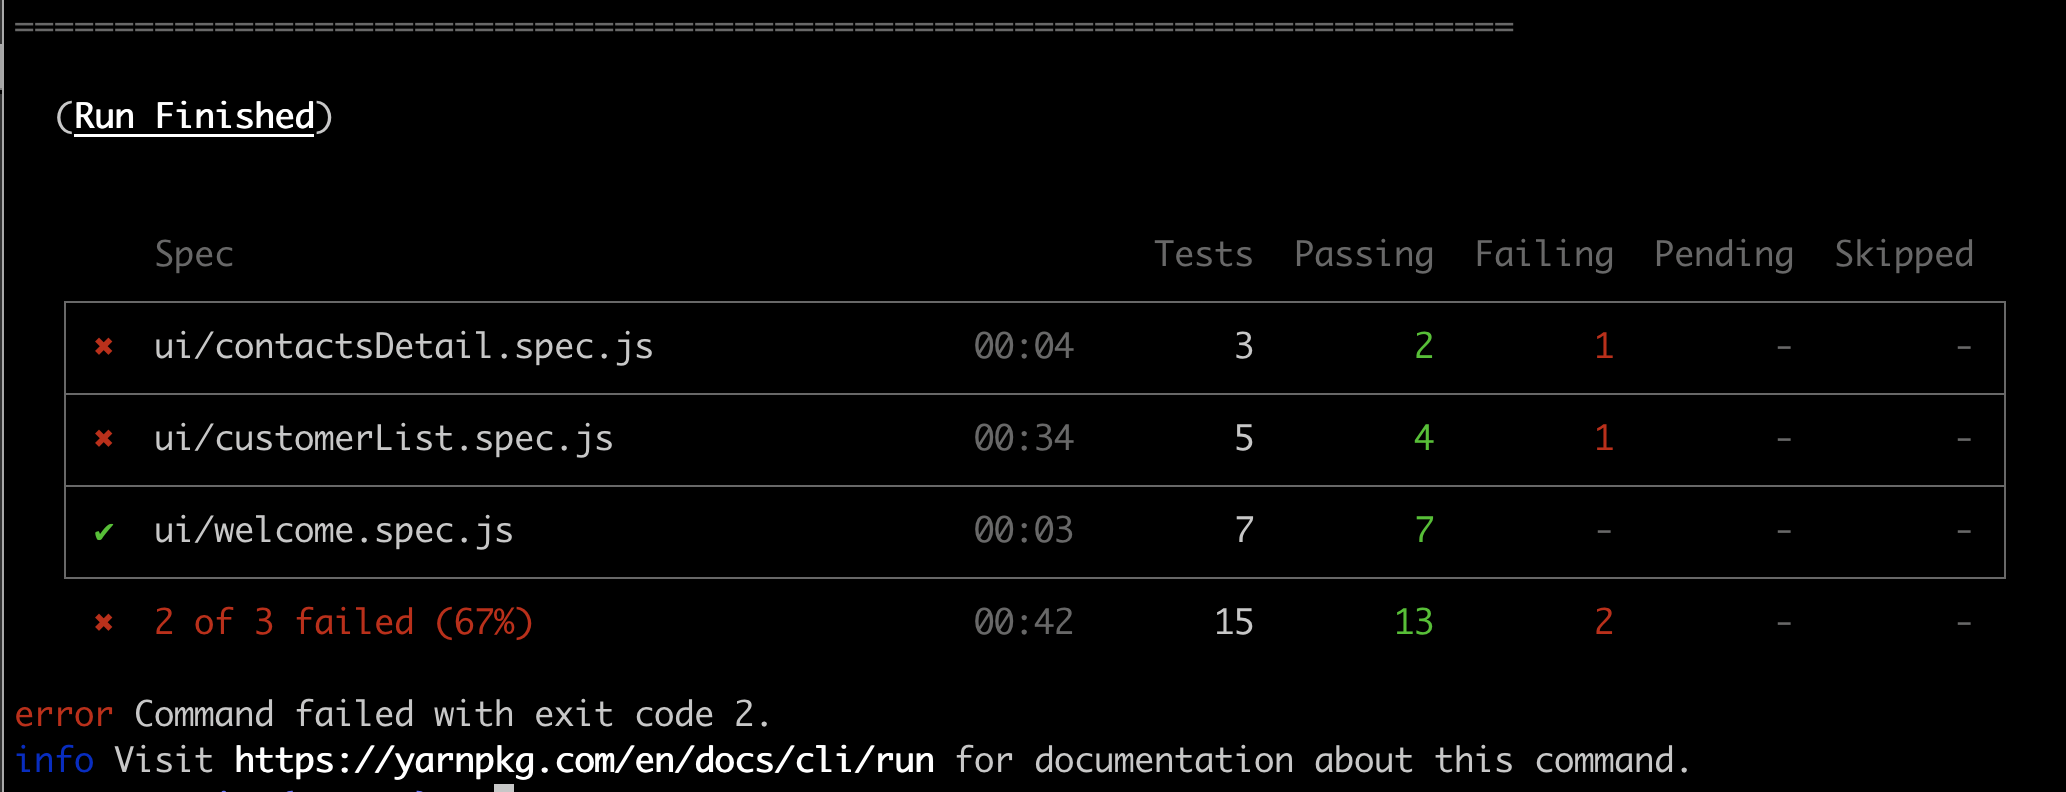 ===========================================================================
(Run Finished)
Spec Tests Passing Failing Pending Skipped
✖ ui/contactsDetail.spec.js 00:04 3 2 1 - -
✖ ui/customerList.spec.js 00:34 5 4 1 - -
✔ ui/welcome.spec.js 00:03 7 7 - - -
✖ 2 of 3 failed (67%) 00:42 15 13 2 - -
error Command failed with exit code 2.
info Visit https://yarnpkg.com/en/docs/cli/run for documentation about this command.